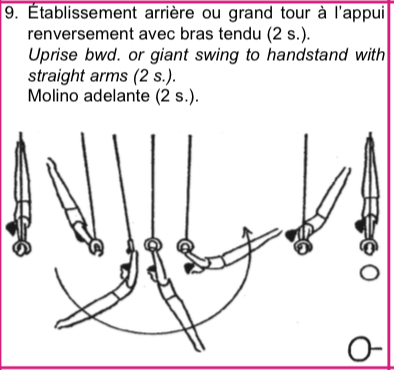 9. Établissement arrière ou grand tour à l'appui
renversement avec bras tendu (2 s.).
Uprise bwd. or giant swing to handstand with
straight arms (2 s.).
Molino adelante (2 s.).